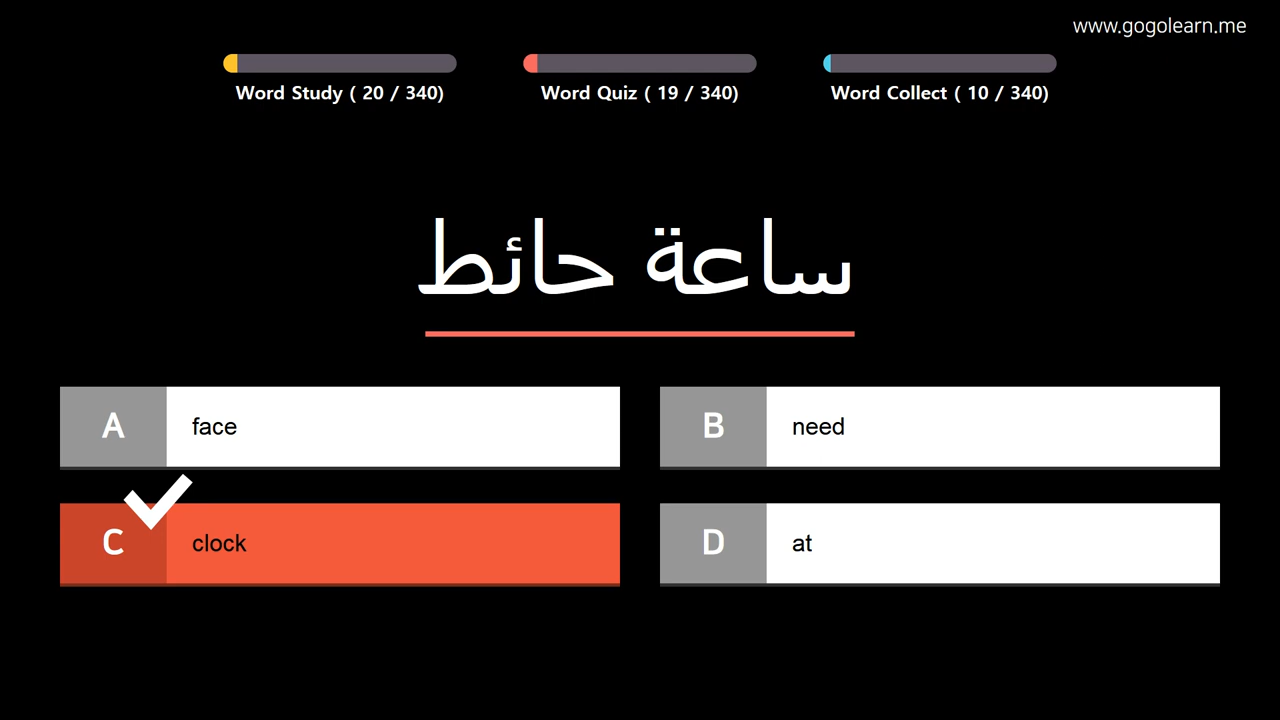 www.gogolearn.me
Word Study ( 20 / 340)
Word Quiz ( 19 / 340)
Word Collect ( 10 / 340)
ساعة حائط
A face
B need
C clock
D at